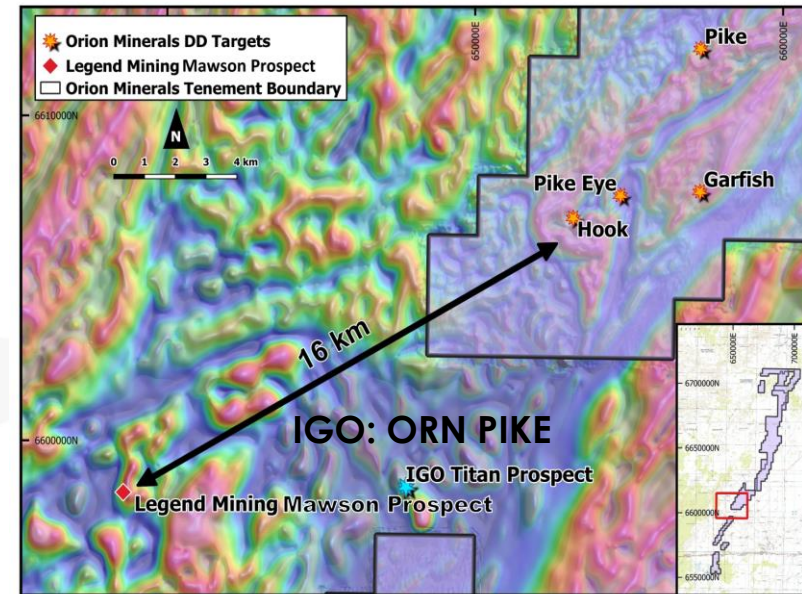 Orion Minerals DD Targets
Legend Mining Mawson Prospect
Orion Minerals Tenement Boundary
650000E
660000E
Pike
6610000N
N
0 1 2 3 4 km
Pike Eye
Garfish
Hook
16 km
IGO: ORN PIKE
6600000N
IGO Titan Prospect
Legend Mining Mawson Prospect
650000E
700000E
6700000N
6650000N
6600000N
6550000N